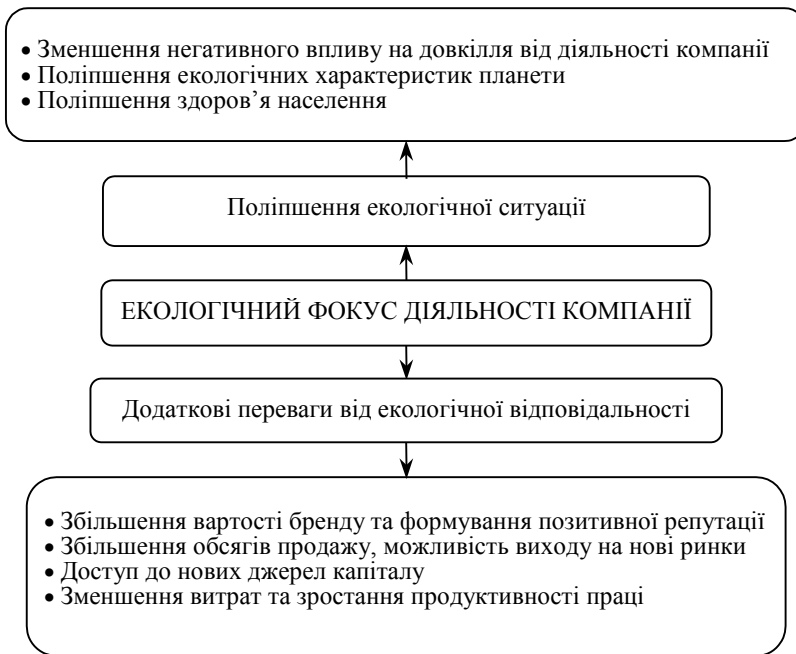 • Зменшення негативного впливу на довкілля від діяльності компанії
• Поліпшення екологічних характеристик планети
• Поліпшення здоров’я населення
Поліпшення екологічної ситуації
ЕКОЛОГІЧНИЙ ФОКУС ДІЯЛЬНОСТІ КОМПАНІЇ
Додаткові переваги від екологічної відповідальності
• Збільшення вартості бренду та формування позитивної репутації
• Збільшення обсягів продажу, можливість виходу на нові ринки
• Доступ до нових джерел капіталу
• Зменшення витрат та зростання продуктивності праці